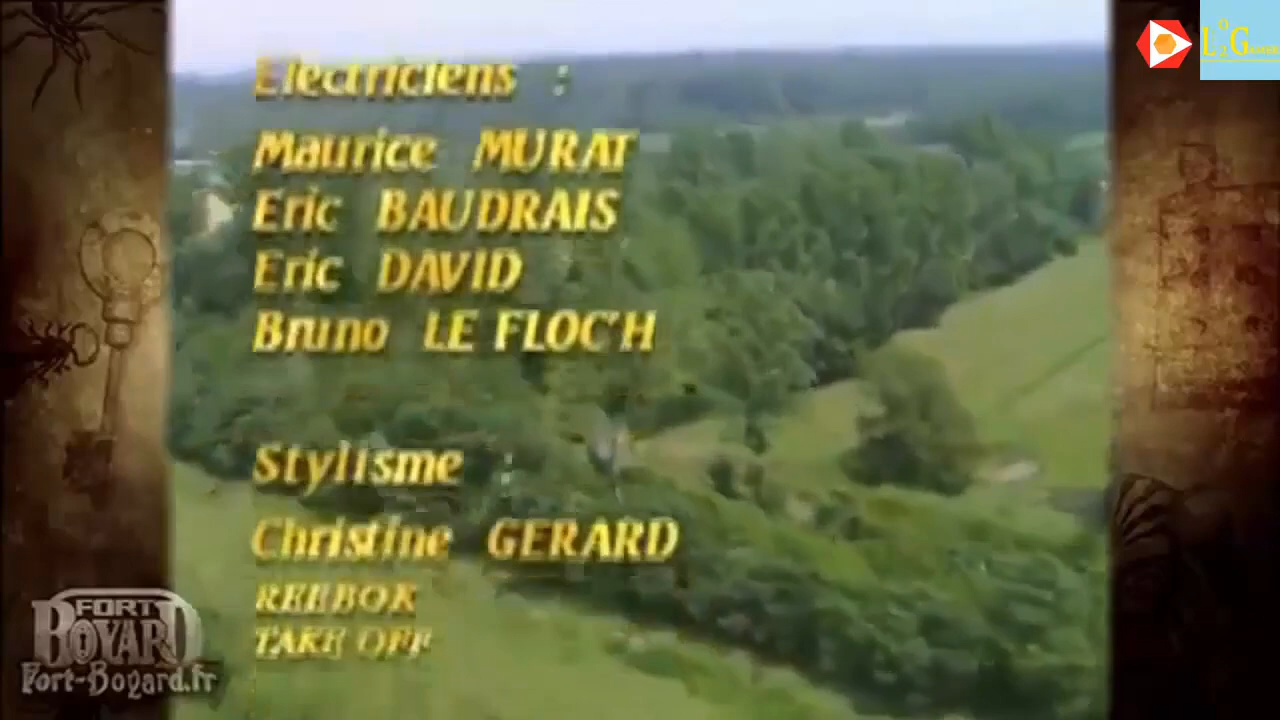 Electriciens :
Maurice MURAT
Eric BAUDRAIS
Eric DAVID
Bruno LE FLOC'H
Stylisme :
Christine GERARD
REEBOK
TAKE OFF
FORT
BOYARD
Fort-Boyard.fr